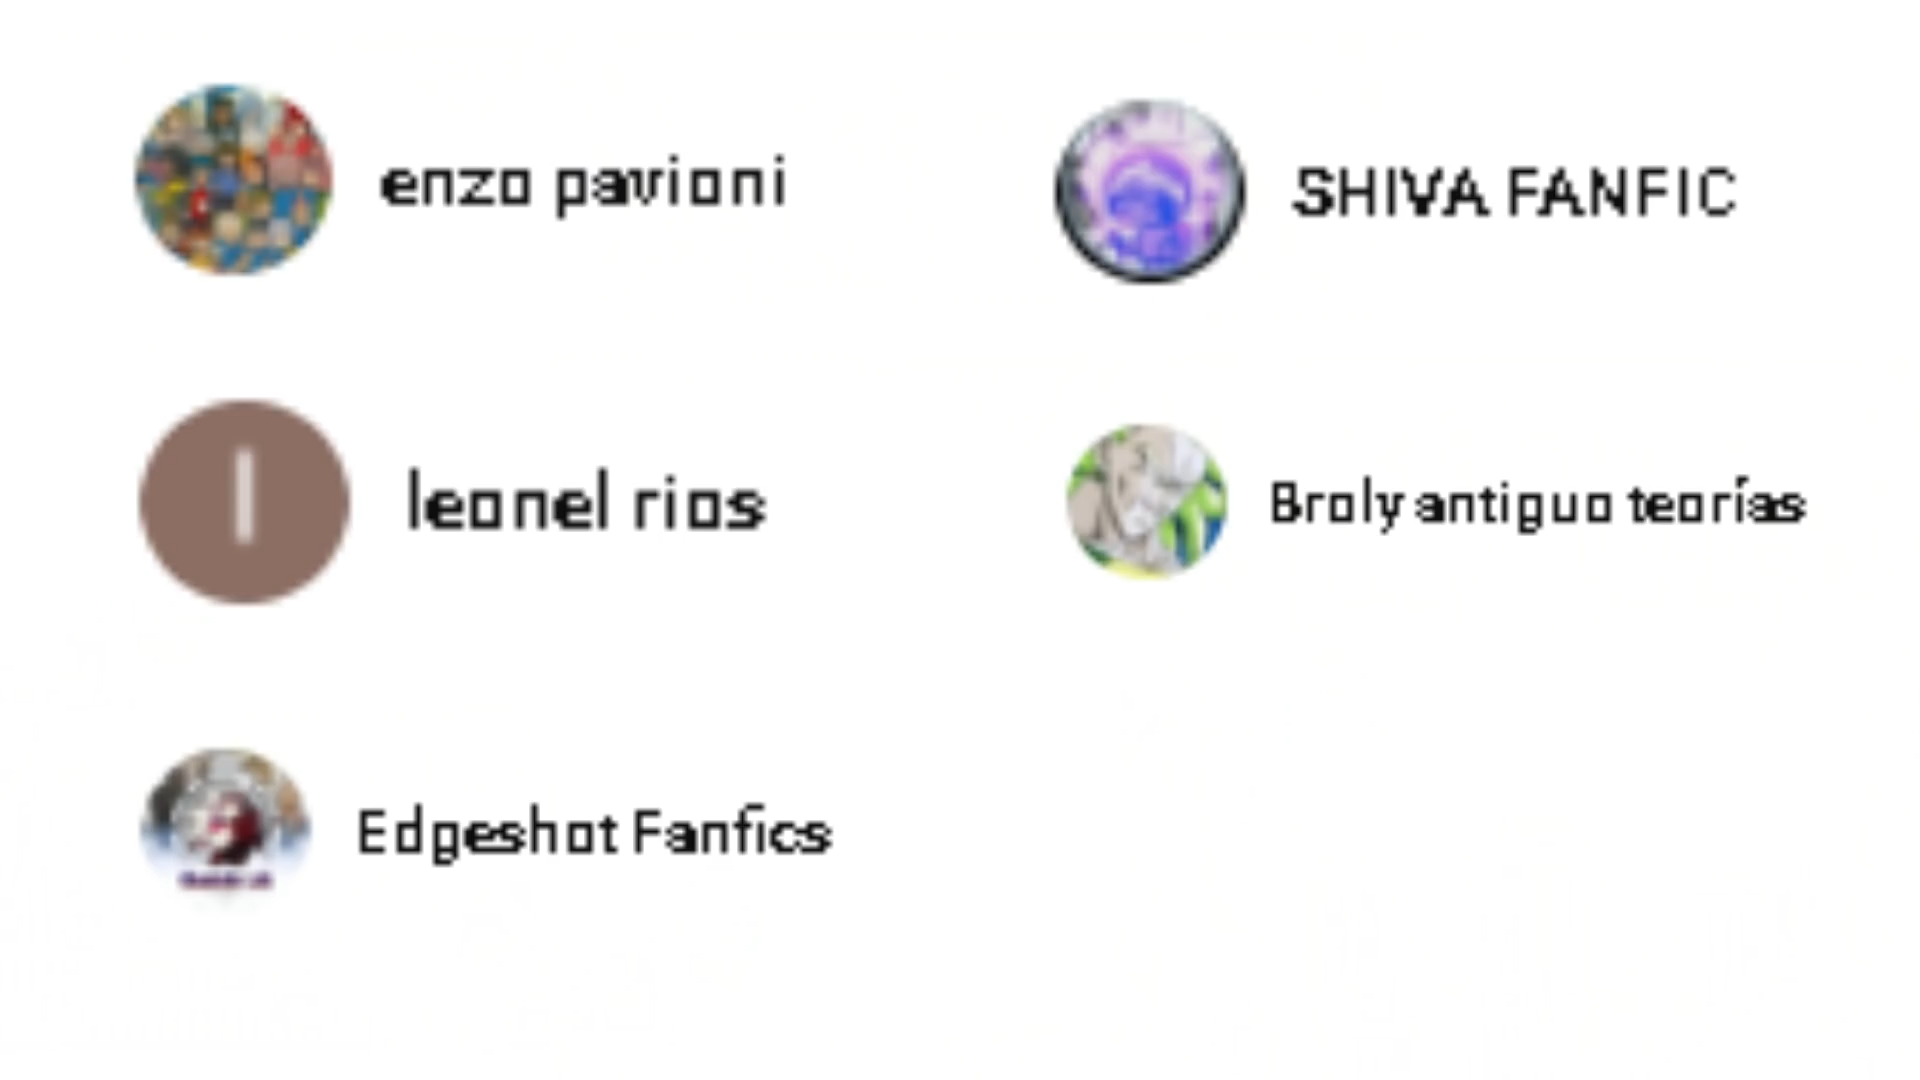 enzo pavioni
SHIVA FANFIC
l
leonel rios
Broly antiguo teorías
Edgeshot Fanfics